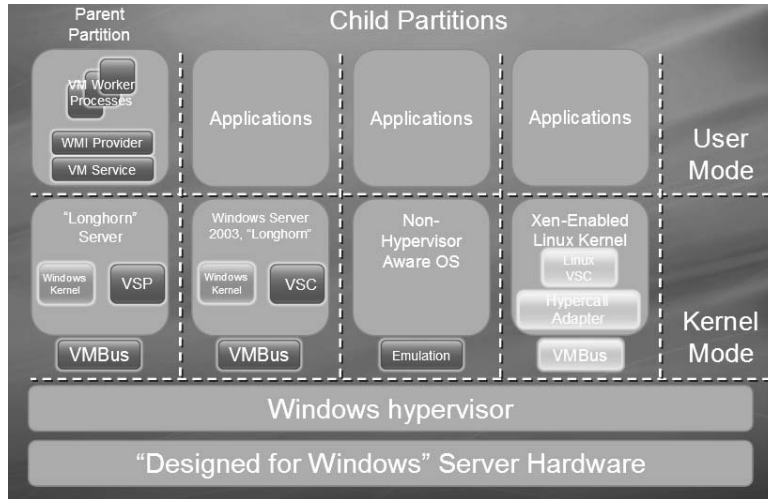 Parent
Partition
Child Partitions
VM Worker
Processes
WMI Provider
VM Service
Applications
Applications
Applications
User
Mode
“Longhorn”
Server
Windows
Kernel
VSP
VMBus
Windows Server
2003, “Longhorn”
Windows
Kernel
VSC
VMBus
Non-
Hypervisor
Aware OS
Emulation
Xen-Enabled
Linux Kernel
Linux
VSC
Hypercall
Adapter
VMBus
Kernel
Mode
Windows hypervisor
“Designed for Windows” Server Hardware